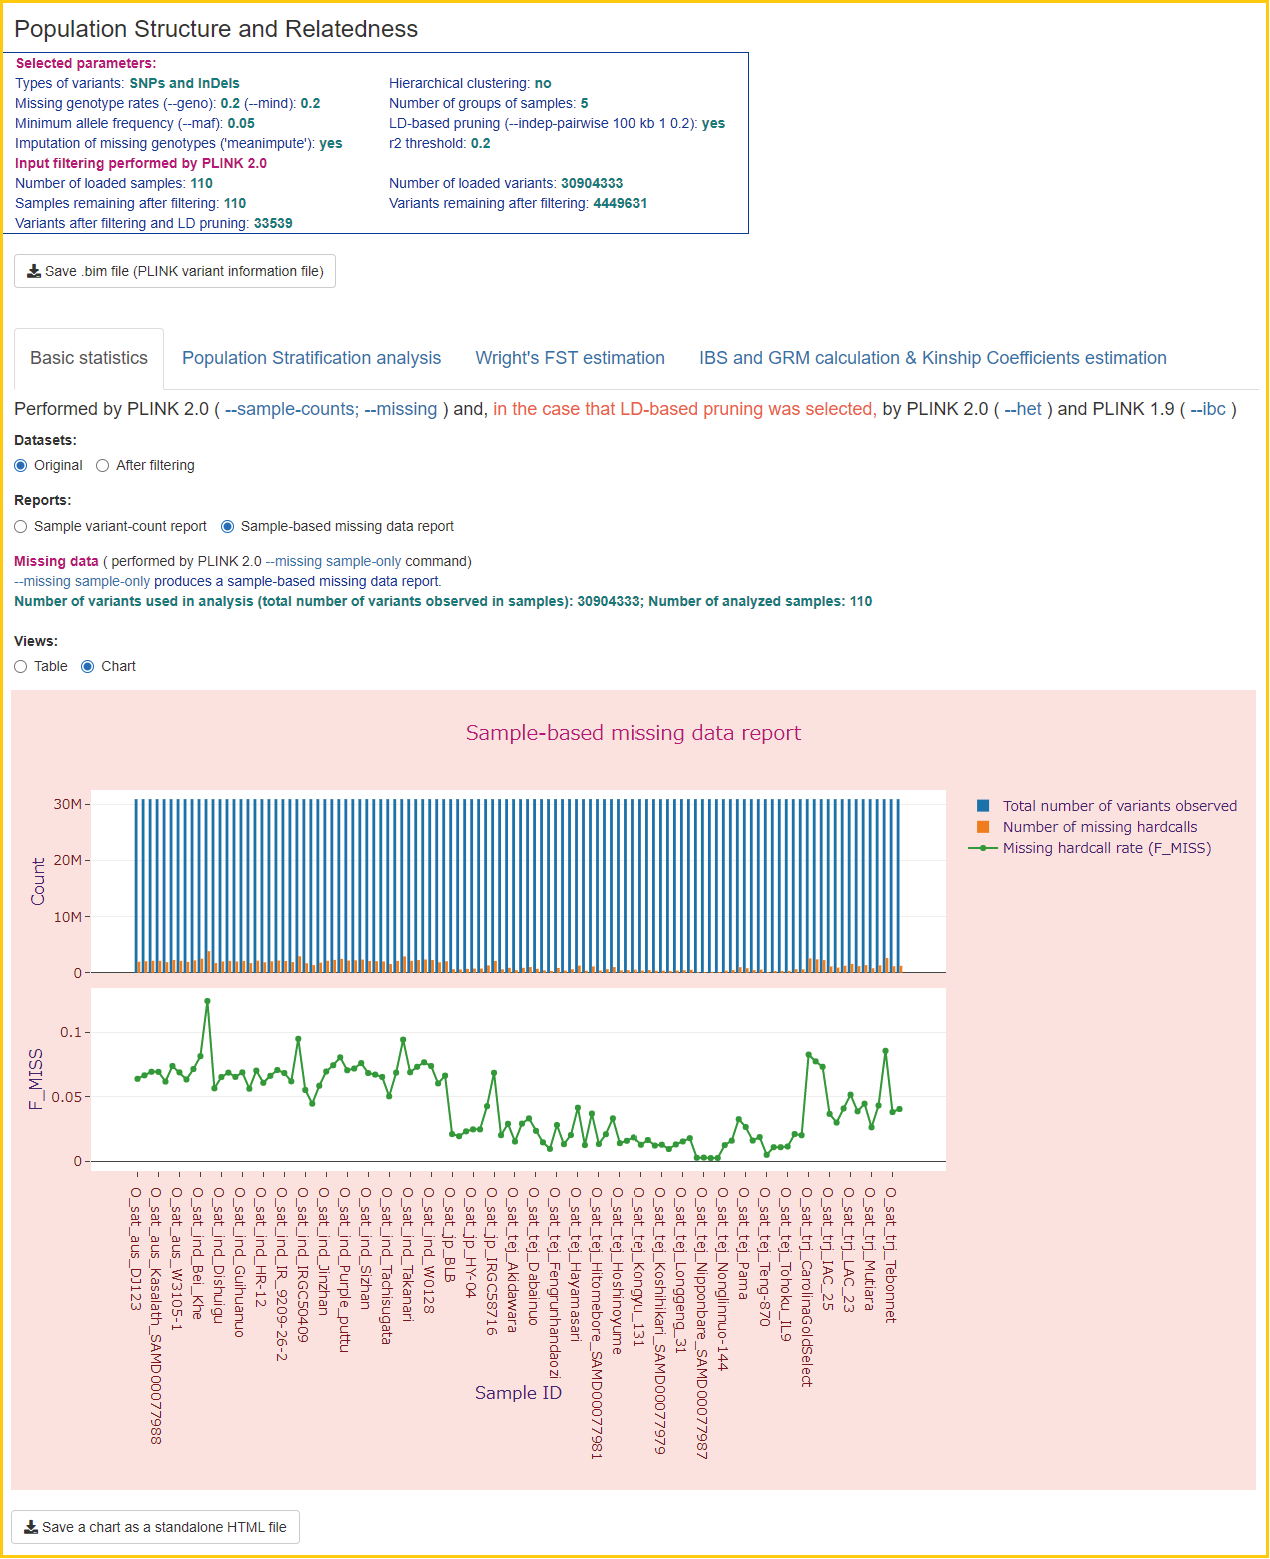 Population Structure and Relatedness
Selected parameters:
Types of variants: SNPs and InDels
Hierarchical clustering: no
Missing genotype rates (--geno): 0.2 (--mind): 0.2
Number of groups of samples: 5
Minimum allele frequency (--maf): 0.05
LD-based pruning (--indep-pairwise 100 kb 1 0.2): yes
Imputation of missing genotypes ('meanimpute'): yes
r2 threshold: 0.2
Input filtering performed by PLINK 2.0
Number of loaded samples: 110
Number of loaded variants: 30904333
Samples remaining after filtering: 110
Variants remaining after filtering: 4449631
Variants after filtering and LD pruning: 33539
Save .bim file (PLINK variant information file)
Basic statistics
Population Stratification analysis
Wright's FST estimation
IBS and GRM calculation & Kinship Coefficients estimation
Performed by PLINK 2.0 ( --sample-counts; --missing ) and, in the case that LD-based pruning was selected, by PLINK 2.0 ( --het ) and PLINK 1.9 ( --ibc )
Datasets:
Original After filtering
Reports:
Sample variant-count report Sample-based missing data report
Missing data ( performed by PLINK 2.0 --missing sample-only command)
--missing sample-only produces a sample-based missing data report.
Number of variants used in analysis (total number of variants observed in samples): 30904333; Number of analyzed samples: 110
Views:
Table Chart
Sample-based missing data report
Count
30M
20M
10M
0
Total number of variants observed
Number of missing hardcalls
Missing hardcall rate (F_MISS)
F_MISS
0.1
0.05
0
O_sat_aus_DJ123
O_sat_aus_Kasalath_SAMD00077988
O_sat_aus_W3105-1
O_sat_ind_Bei_Khe
O_sat_ind_Dishuigu
O_sat_ind_Guihuanuo
O_sat_ind_HR-12
O_sat_ind_IR_9209-26-2
O_sat_ind_IRGC50409
O_sat_ind_Jinzhan
O_sat_ind_Purple_puttu
O_sat_ind_Sizhan
O_sat_ind_Tachisugata
O_sat_ind_Takanari
O_sat_ind_W0128
O_sat_jp_BLB
O_sat_jp_HY-04
O_sat_jp_IRGC58716
O_sat_tej_Akidawara
O_sat_tej_Dabainuo
O_sat_tej_Fengrunhandaozi
O_sat_tej_Hayamasari
O_sat_tej_Hitomebore_SAMD00077981
O_sat_tej_Hoshinoyume
O_sat_tej_Kongyu_131
O_sat_tej_Koshihikari_SAMD00077979
O_sat_tej_Longgeng_31
O_sat_tej_Nipponbare_SAMD00077987
O_sat_tej_Nonglinnuo-144
O_sat_tej_Pama
O_sat_tej_Teng-870
O_sat_tej_Tohoku_IL9
O_sat_trj_CarolinaGoldSelect
O_sat_trj_IAC_25
O_sat_trj_LAC_23
O_sat_trj_Mutiara
O_sat_trj_Tebonnet
Sample ID
Save a chart as a standalone HTML file